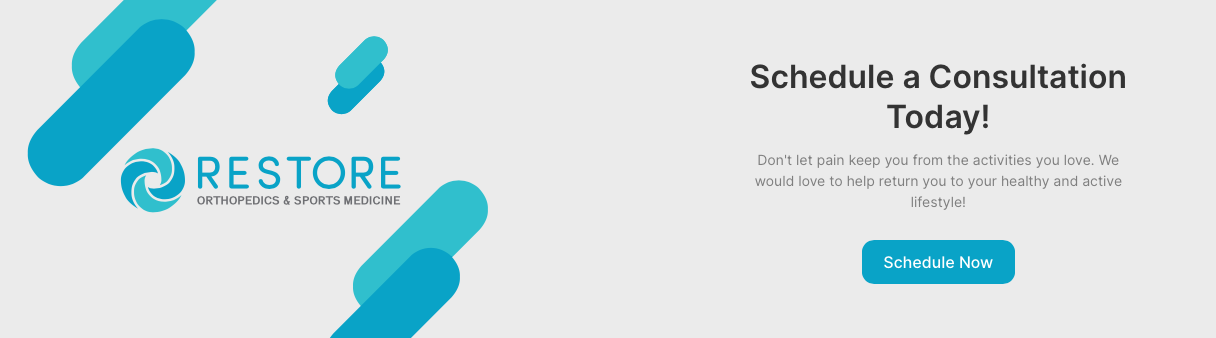 RESTORE
ORTHOPEDICS & SPORTS MEDICINE
Schedule a Consultation
Today!
Don't let pain keep you from the activities you love. We
would love to help return you to your healthy and active
lifestyle!
Schedule Now